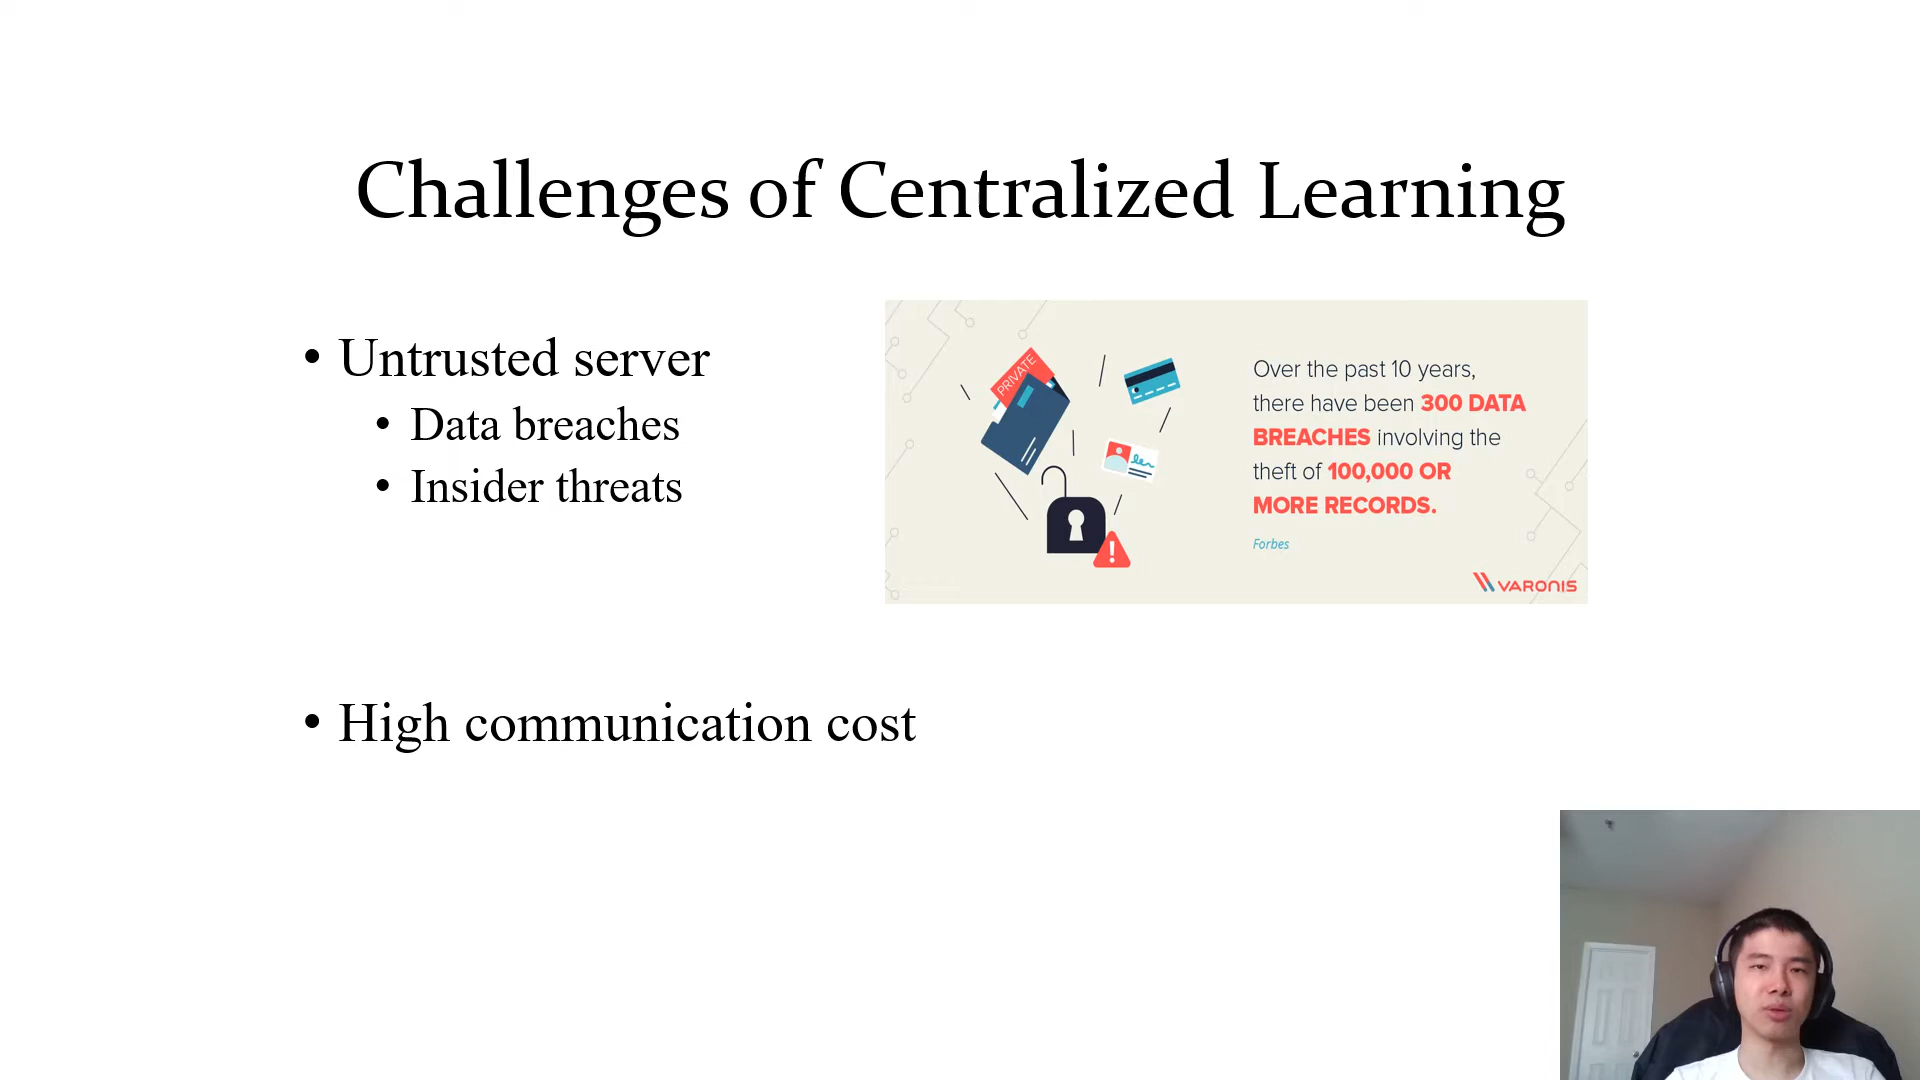 Challenges of Centralized Learning
• Untrusted server
• Data breaches
• Insider threats
PRIVATE
Over the past 10 years,
there have been 300 DATA
BREACHES involving the
theft of 100,000 OR
MORE RECORDS.
Forbes
VARONIS
• High communication cost